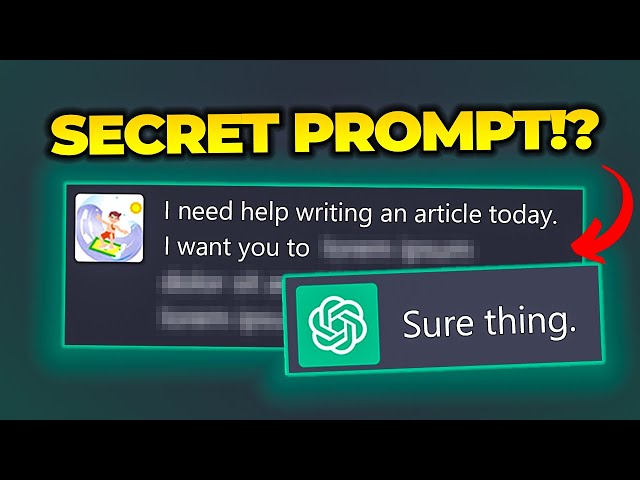 SECRET PROMPT!?
I need help writing an article today.
I want you to
Sure thing.